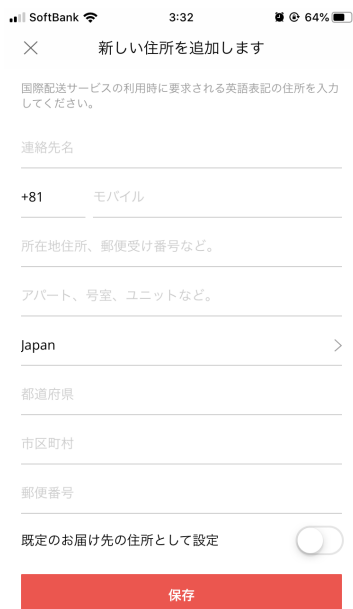 SoftBank 3:32 64%
新しい住所を追加します
国際配送サービスの利用時に要求される英語表記の住所を入力
してください。
連絡先名
+81 モバイル
所在地住所、郵便受け番号など。
アパート、号室、ユニットなど。
Japan
都道府県
市区町村
郵便番号
既定のお届け先の住所として設定
保存